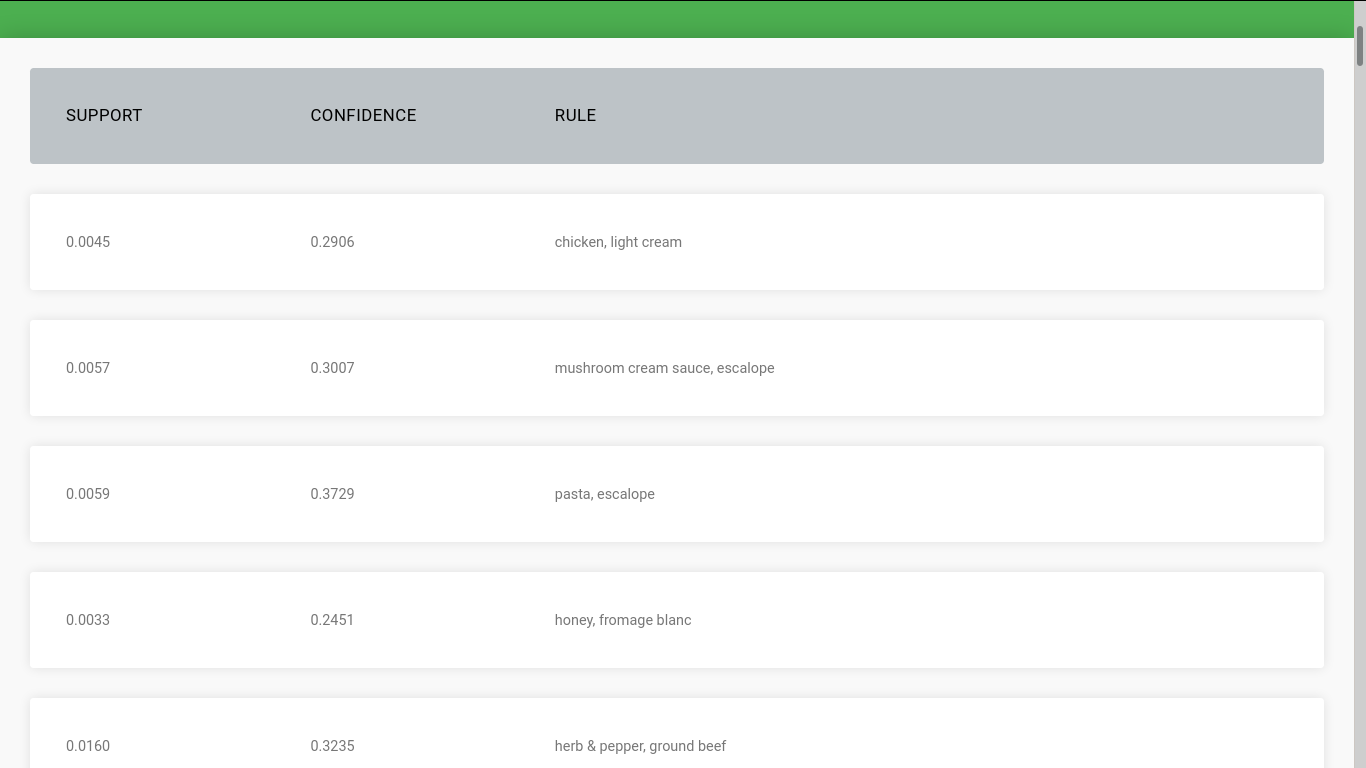 SUPPORT CONFIDENCE RULE
0.0045 0.2906 chicken, light cream
0.0057 0.3007 mushroom cream sauce, escalope
0.0059 0.3729 pasta, escalope
0.0033 0.2451 honey, fromage blanc
0.0160 0.3235 herb & pepper, ground beef